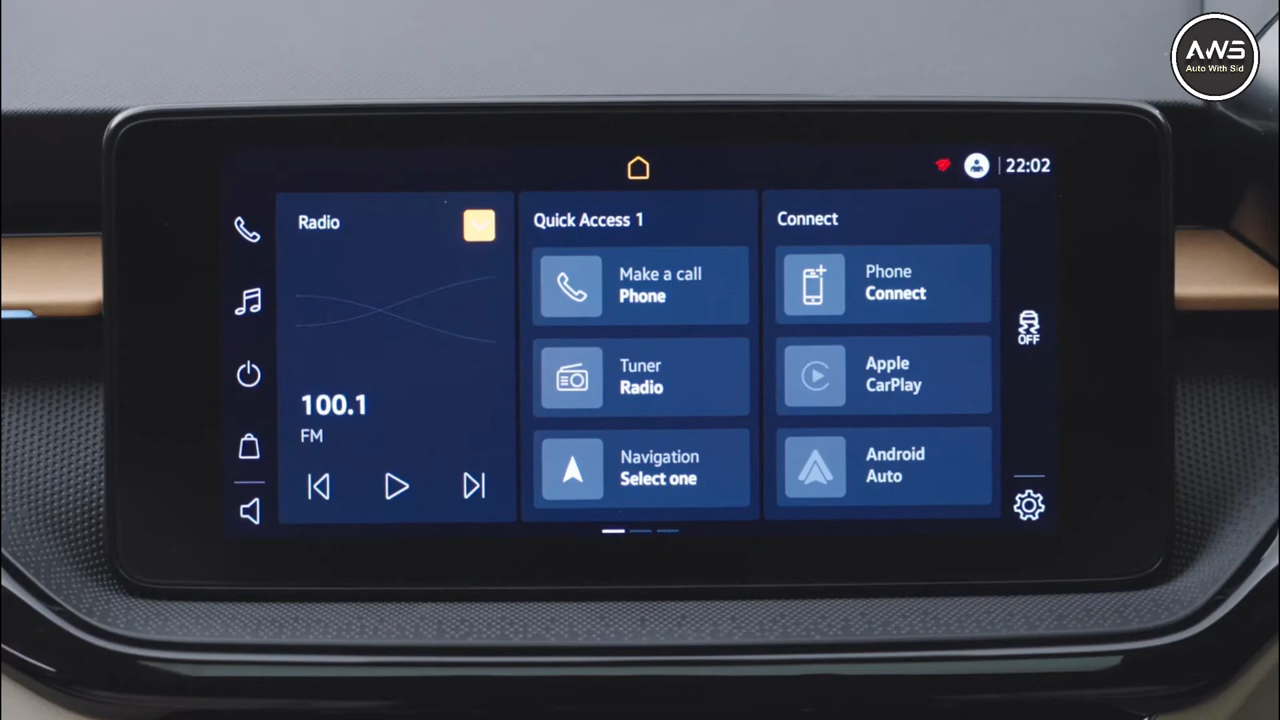 AWS
Auto With Sid
22:02
Radio
100.1
FM
Quick Access 1
Make a call
Phone
Tuner
Radio
Navigation
Select one
Connect
Phone
Connect
Apple
CarPlay
Android
Auto
OFF